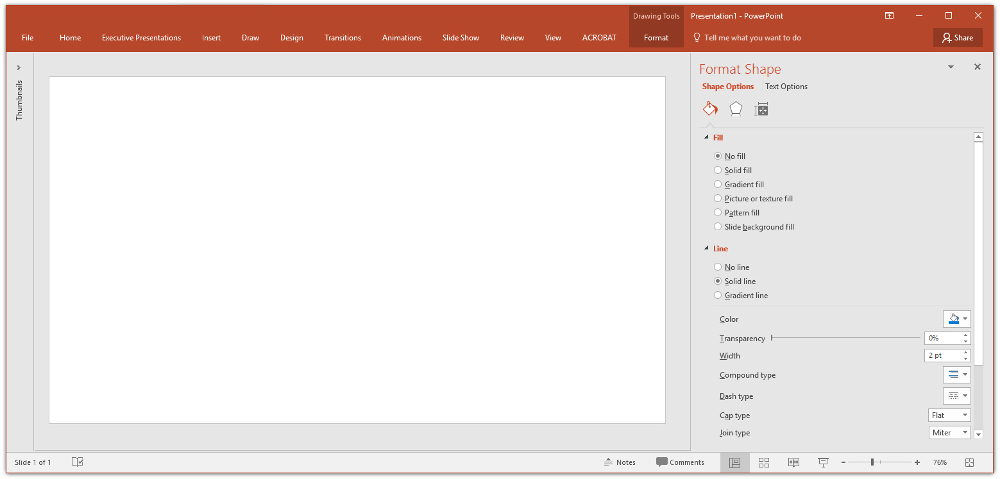 Drawing Tools
Presentation1 - PowerPoint
File Home Executive Presentations Insert Draw Design Transitions Animations Slide Show Review View ACROBAT Format Tell me what you want to do Share
Thumbnails
Format Shape
Shape Options Text Options
Fill
No fill
Solid fill
Gradient fill
Picture or texture fill
Pattern fill
Slide background fill
Line
No line
Solid line
Gradient line
Color
Transparency 0%
Width 2 pt
Compound type
Dash type
Cap type Flat
Join type Miter
Slide 1 of 1 Notes Comments 76%